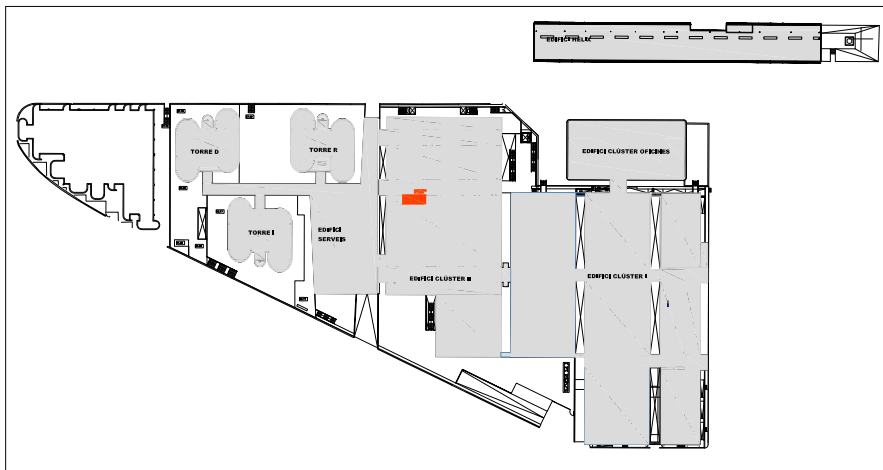 EDIFICI HELIX
TORRE D
TORRE R
EDIFICI CLÚSTER OFICINES
TORRE I
EDIFICI
SERVEIS
EDIFICI CLÚSTER II
EDIFICI CLÚSTER I